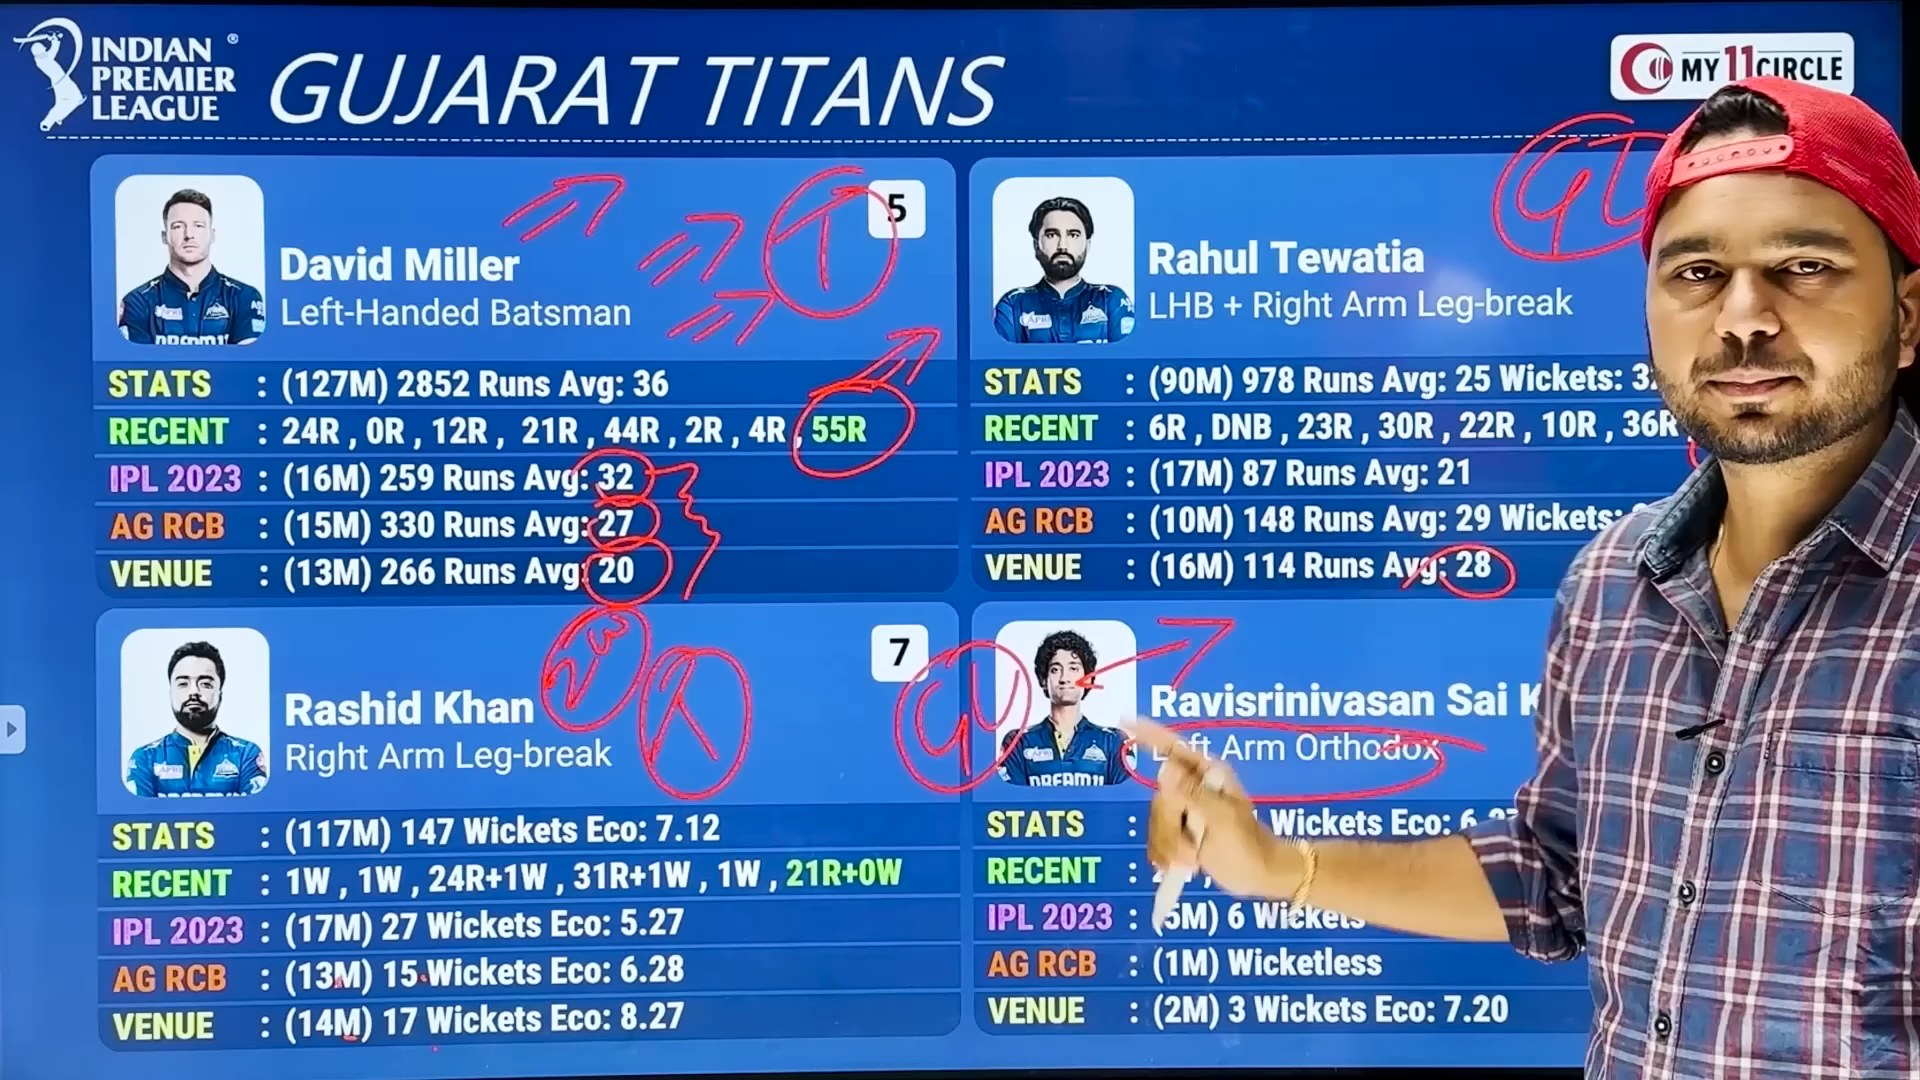 INDIAN
PREMIER
LEAGUE
®
GUJARAT TITANS
MY11CIRCLE
David Miller
Left-Handed Batsman
5
T
STATS : (127M) 2852 Runs Avg: 36
RECENT : 24R , 0R , 12R , 21R , 44R , 2R , 4R , 55R
IPL 2023 : (16M) 259 Runs Avg: 32
AG RCB : (15M) 330 Runs Avg: 27
VENUE : (13M) 266 Runs Avg: 20
Rahul Tewatia
LHB + Right Arm Leg-break
GL
STATS : (90M) 978 Runs Avg: 25 Wickets:
RECENT : 6R , DNB , 23R , 30R , 22R , 10R , 36R
IPL 2023 : (17M) 87 Runs Avg: 21
AG RCB : (10M) 148 Runs Avg: 29 Wickets:
VENUE : (16M) 114 Runs Avg: 28
Rashid Khan
Right Arm Leg-break
7
STATS : (117M) 147 Wickets Eco: 7.12
RECENT : 1W , 1W , 24R+1W , 31R+1W , 1W , 21R+0W
IPL 2023 : (17M) 27 Wickets Eco: 5.27
AG RCB : (13M) 15 Wickets Eco: 6.28
VENUE : (14M) 17 Wickets Eco: 8.27
GL
Ravisrinivasan Sai
Left Arm Orthodox
DREAM11
STATS : Wickets Eco:
RECENT :
IPL 2023 : (5M) 6 Wickets
AG RCB : (1M) Wicketless
VENUE : (2M) 3 Wickets Eco: 7.20